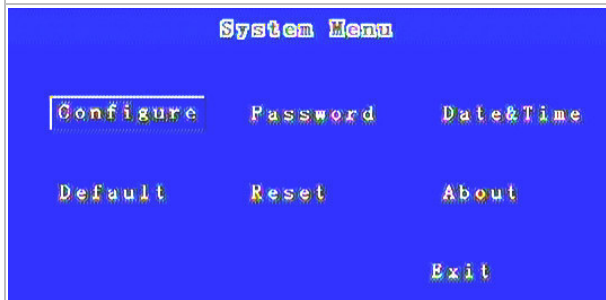 System Menu
Configure Password Date&Time
Default Reset About
Exit